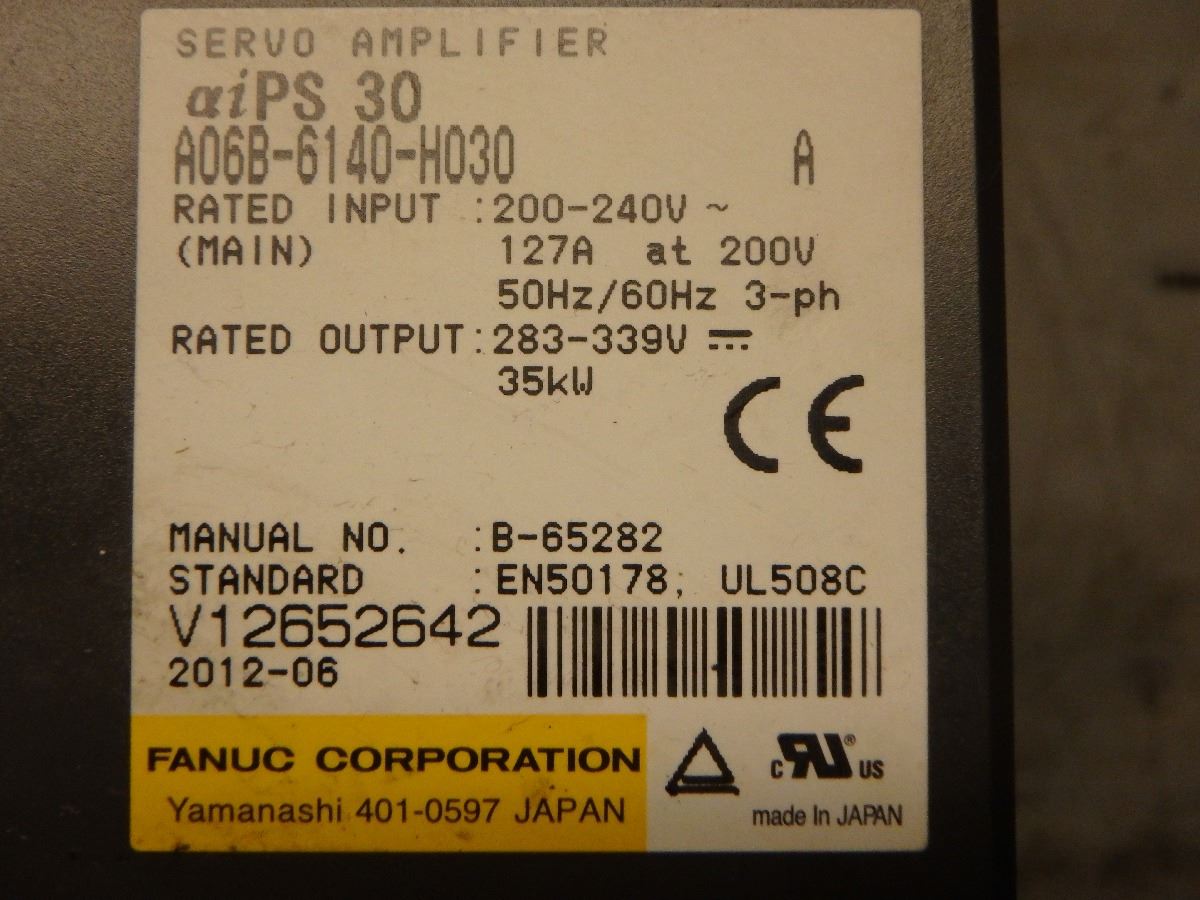 SERVO AMPLIFIER
αiPS 30
A06B-6140-H030 A
RATED INPUT :200-240V ~
(MAIN) 127A at 200V
50Hz/60Hz 3-ph
RATED OUTPUT:283-339V ⎓
35kW
CE
MANUAL NO. :B-65282
STANDARD :EN50178, UL508C
V12652642
2012-06
FANUC CORPORATION
Yamanashi 401-0597 JAPAN
c RU ® US
made In JAPAN